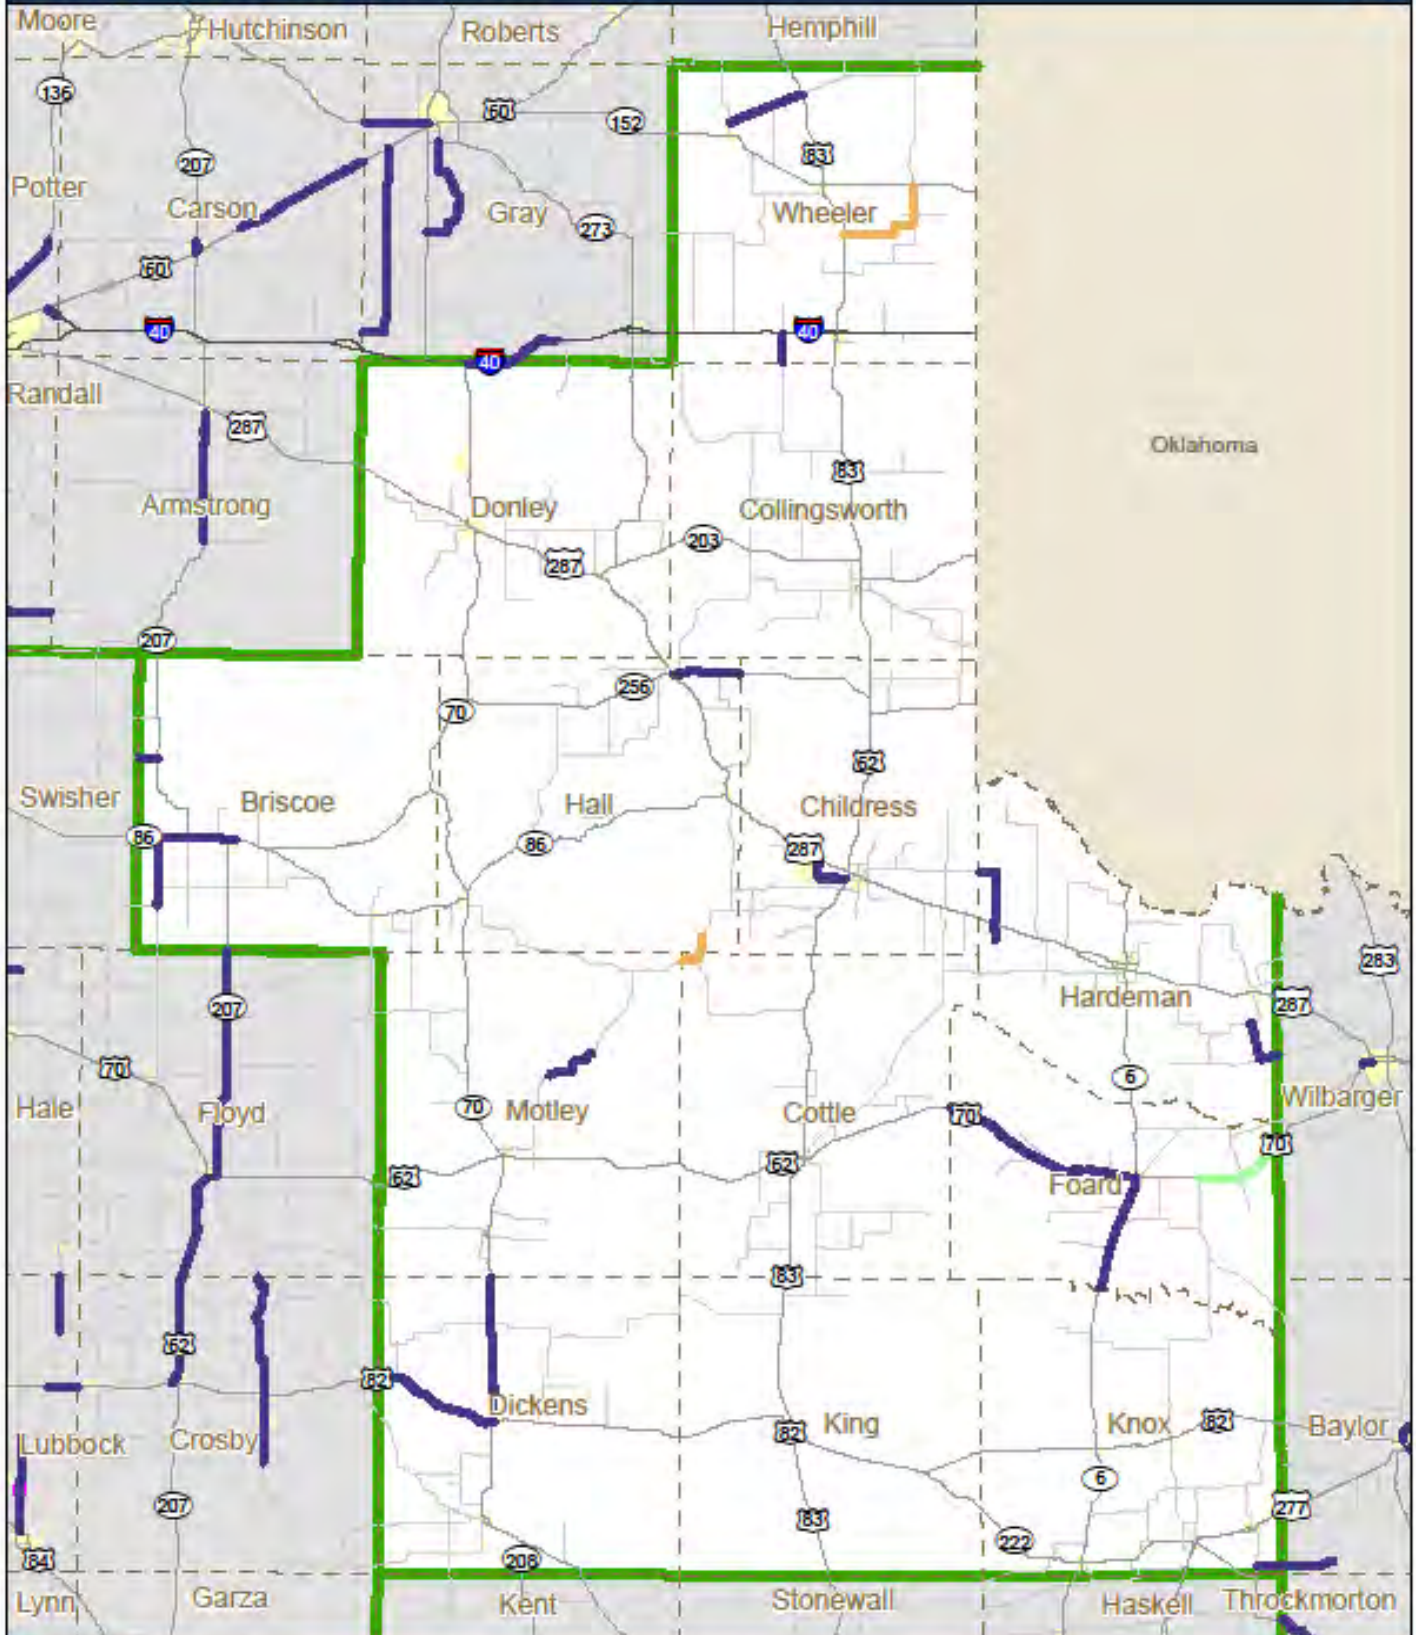 Moore
Hutchinson
Roberts
Hemphill
136
60
152
207
83
Potter
Carson
Gray
Wheeler
273
60
40
40
40
Randall
287
Oklahoma
83
Armstrong
Donley
Collingsworth
203
287
207
256
70
62
Swisher
Briscoe
Hall
Childress
86
86
287
283
207
Hardeman
287
70
6
Hale
Floyd
70
Motley
Cottle
70
Wilbarger
70
62
62
Foard
83
62
82
Dickens
King
Knox
82
Baylor
82
Lubbock
Crosby
6
207
83
277
222
84
208
Lynn
Garza
Kent
Stonewall
Haskell
Throckmorton